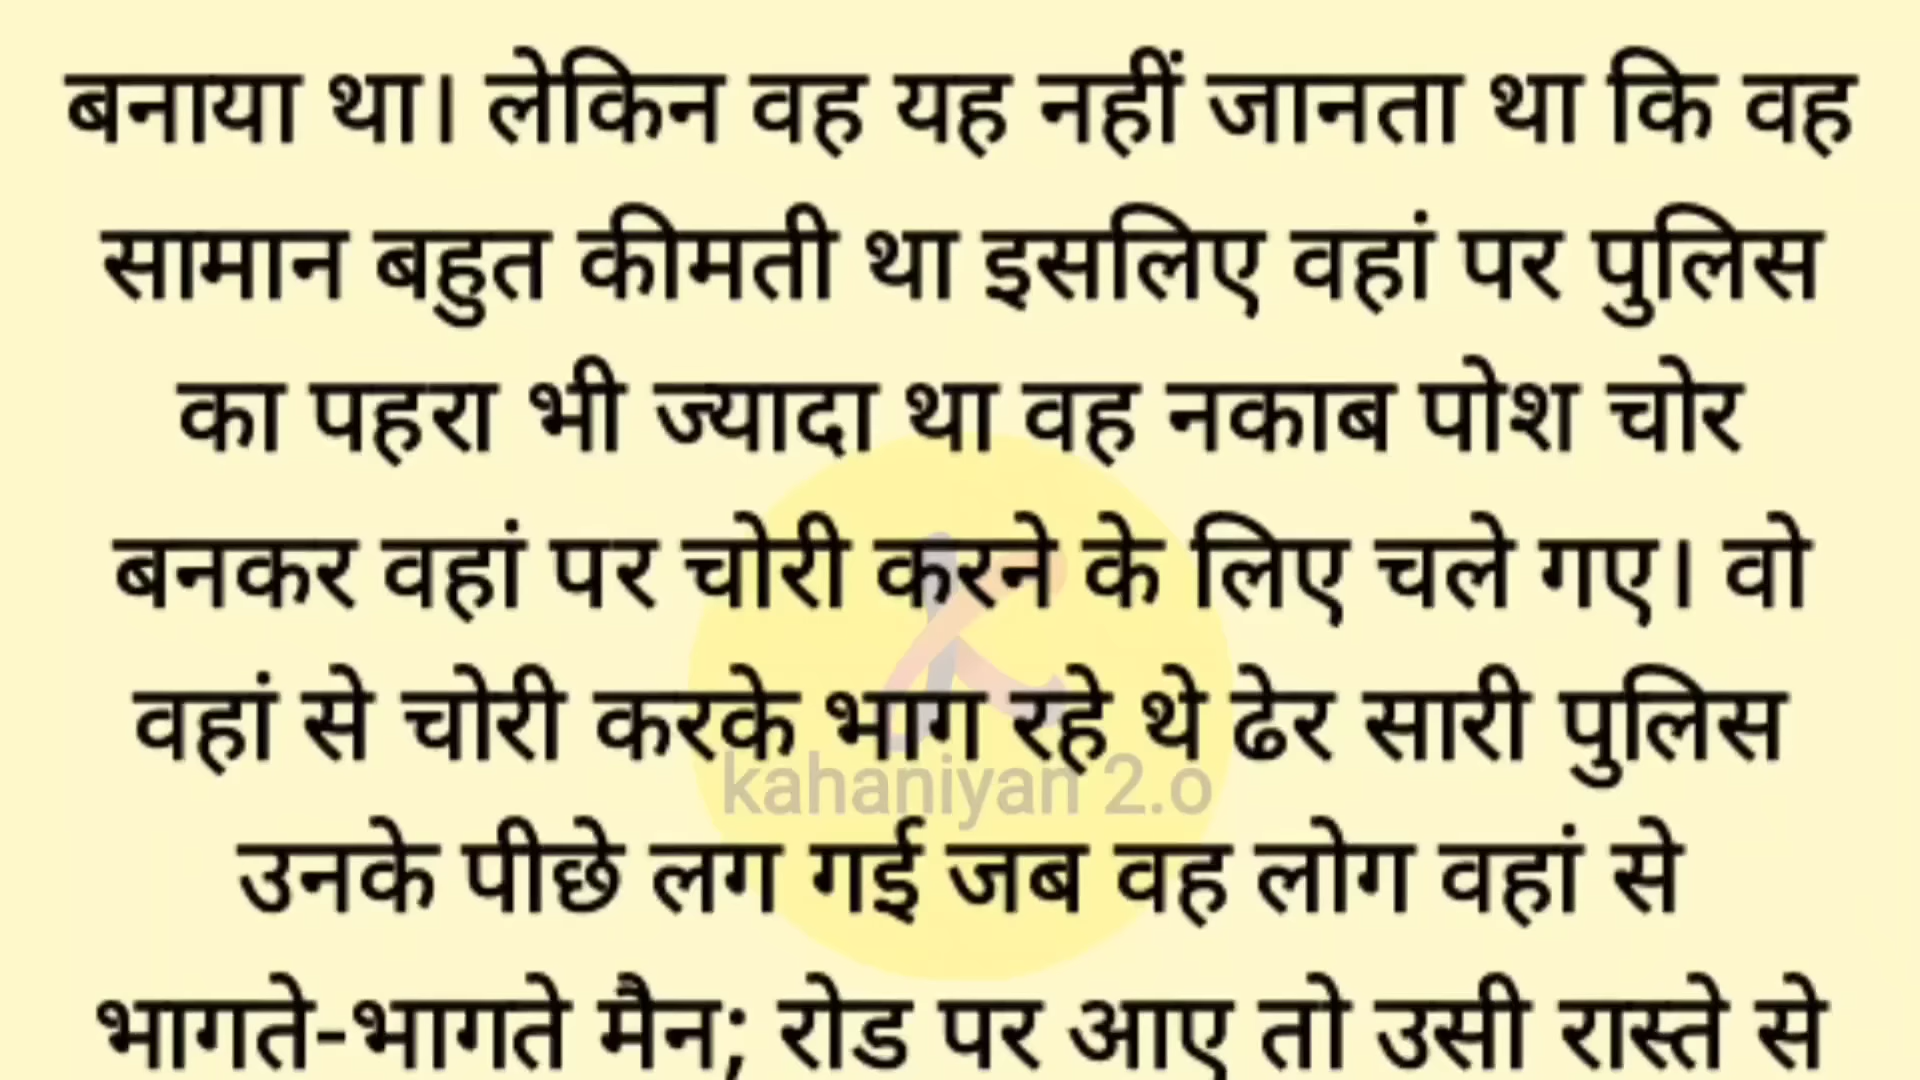 बनाया था। लेकिन वह यह नहीं जानता था कि वह
सामान बहुत कीमती था इसलिए वहां पर पुलिस
का पहरा भी ज्यादा था वह नकाब पोश चोर
बनकर वहां पर चोरी करने के लिए चले गए। वो
वहां से चोरी करके भाग रहे थे ढेर सारी पुलिस
kahaniyan 2.o
उनके पीछे लग गई जब वह लोग वहां से
भागते-भागते मैन; रोड पर आए तो उसी रास्ते से